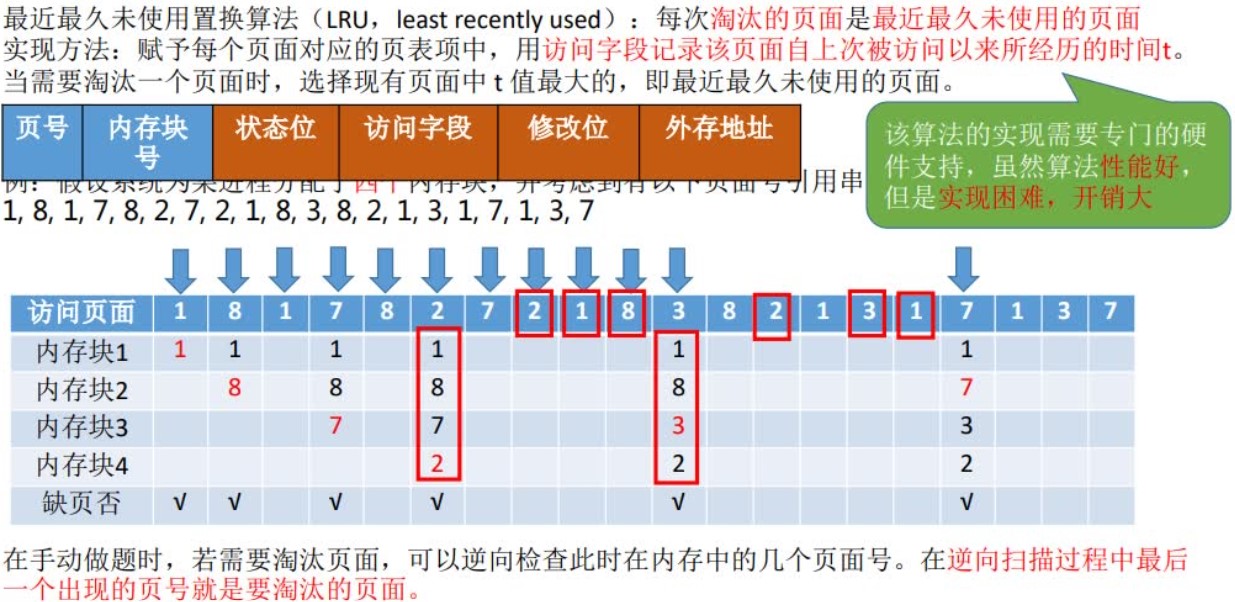 最近最久未使用置换算法（LRU，least recently used）：每次淘汰的页面是最近最久未使用的页面
实现方法：赋予每个页面对应的页表项中，用访问字段记录该页面自上次被访问以来所经历的时间t。
当需要淘汰一个页面时，选择现有页面中 t 值最大的，即最近最久未使用的页面。
页号 内存块号 状态位 访问字段 修改位 外存地址
该算法的实现需要专门的硬
件支持，虽然算法性能好，
但是实现困难，开销大
例：假设系统为某进程分配了四个内存块，并考虑到有以下页面号引用串
1, 8, 1, 7, 8, 2, 7, 2, 1, 8, 3, 8, 2, 1, 3, 1, 7, 1, 3, 7
访问页面 1 8 1 7 8 2 7 2 1 8 3 8 2 1 3 1 7 1 3 7
内存块1 1 1 1 1 1 1
内存块2 8 8 8 8 7
内存块3 7 7 3 3
内存块4 2 2 2
缺页否 √ √ √ √ √ √
在手动做题时，若需要淘汰页面，可以逆向检查此时在内存中的几个页面号。在逆向扫描过程中最后
一个出现的页号就是要淘汰的页面。